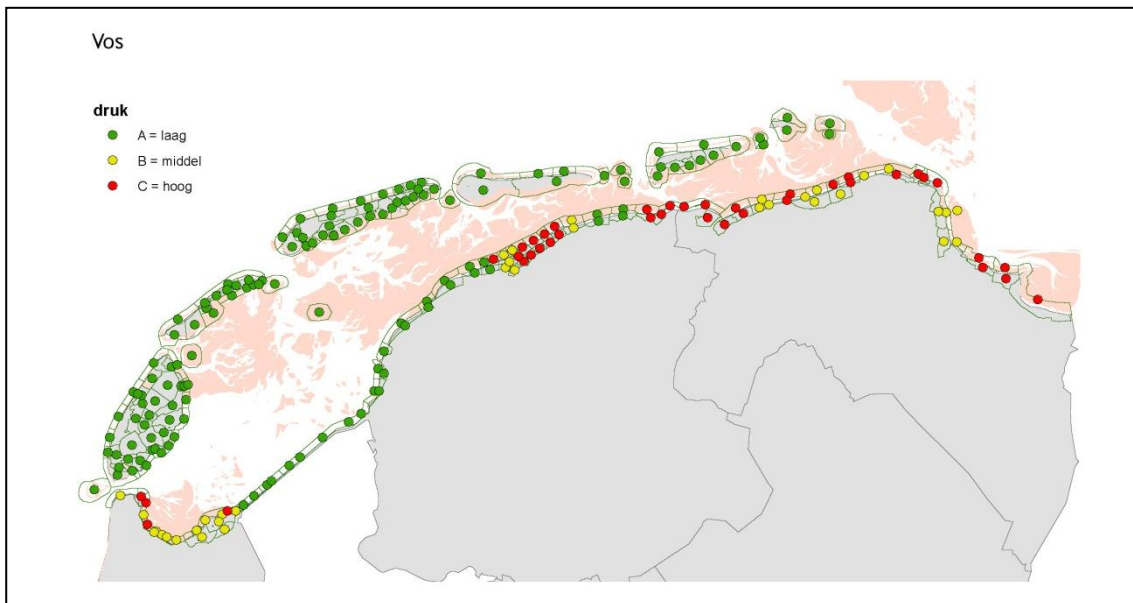 Vos
druk
A = laag
B = middel
C = hoog